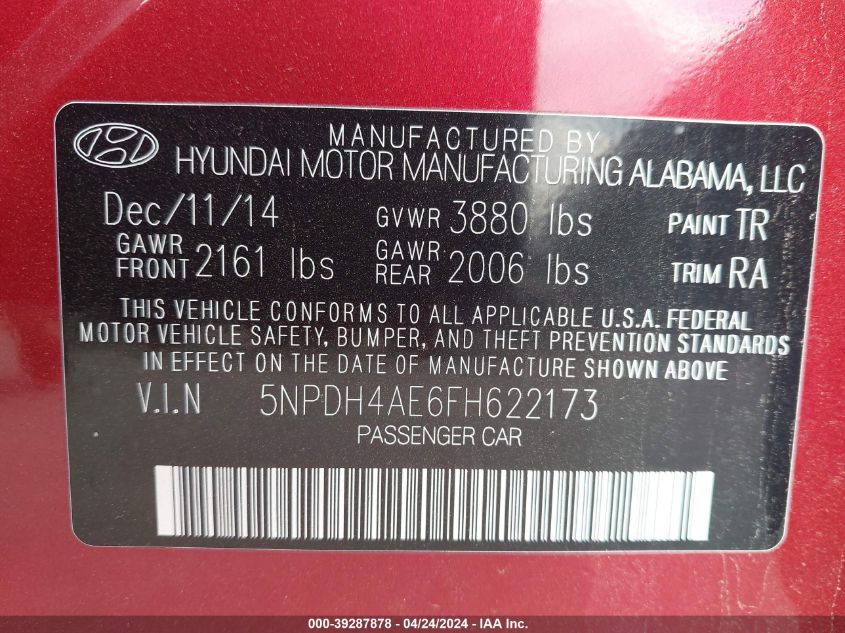 MANUFACTURED BY
HYUNDAI MOTOR MANUFACTURING ALABAMA, LLC
Dec/11/14 GVWR 3880 lbs PAINT TR
GAWR FRONT 2161 lbs GAWR REAR 2006 lbs TRIM RA
THIS VEHICLE CONFORMS TO ALL APPLICABLE U.S.A. FEDERAL
MOTOR VEHICLE SAFETY, BUMPER, AND THEFT PREVENTION STANDARDS
IN EFFECT ON THE DATE OF MANUFACTURE SHOWN ABOVE
V.I.N 5NPDH4AE6FH622173
PASSENGER CAR
000-39287878 - 04/24/2024 - IAA Inc.